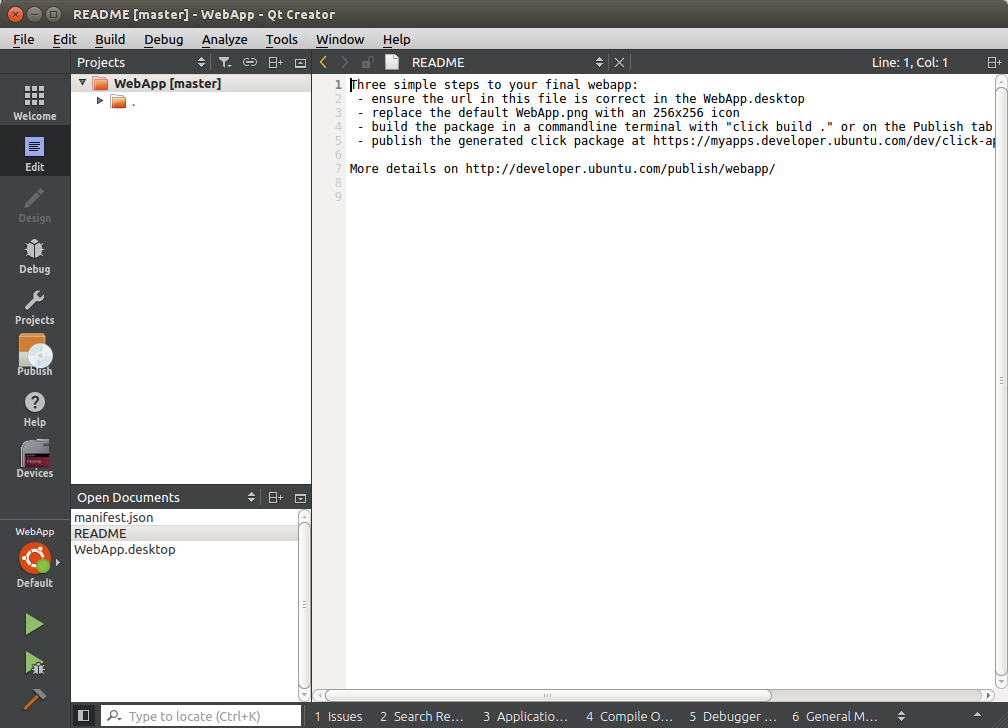 README [master] - WebApp - Qt Creator
File Edit Build Debug Analyze Tools Window Help
Projects
README
Line: 1, Col: 1
Welcome
Edit
Design
Debug
Projects
Publish
Help
Devices
WebApp
Default
WebApp [master]
.
1 Three simple steps to your final webapp:
2 - ensure the url in this file is correct in the WebApp.desktop
3 - replace the default WebApp.png with an 256x256 icon
4 - build the package in a commandline terminal with "click build ." or on the Publish tab
5 - publish the generated click package at https://myapps.developer.ubuntu.com/dev/click-ap
6
7 More details on http://developer.ubuntu.com/publish/webapp/
8
9
Open Documents
manifest.json
README
WebApp.desktop
Type to locate (Ctrl+K)
1 Issues 2 Search Re... 3 Applicatio... 4 Compile O... 5 Debugger ... 6 General M...